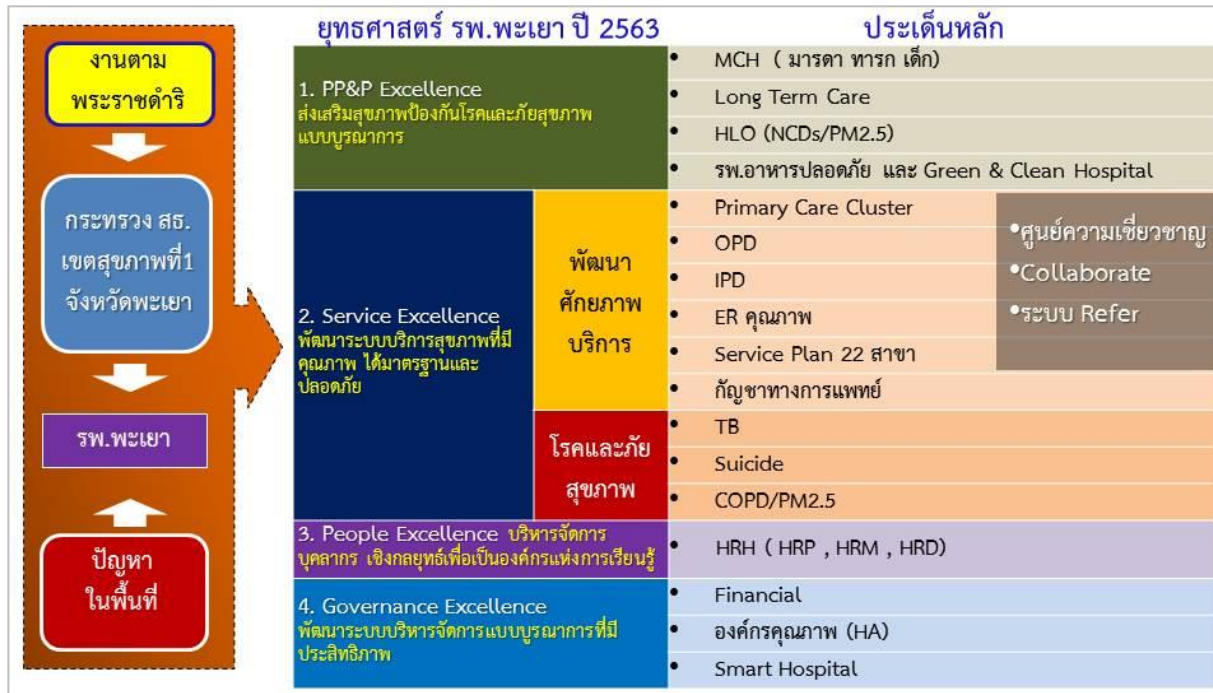 ยุทธศาสตร์ รพ.พะเยา ปี 2563
ประเด็นหลัก
งานตาม
พระราชดำริ
กระทรวง สธ.
เขตสุขภาพที่1
จังหวัดพะเยา
รพ.พะเยา
ปัญหา
ในพื้นที่
1. PP&P Excellence
ส่งเสริมสุขภาพป้องกันโรคและภัยสุขภาพ
แบบบูรณาการ
• MCH ( มารดา ทารก เด็ก)
• Long Term Care
• HLO (NCDs/PM2.5)
• รพ.อาหารปลอดภัย และ Green & Clean Hospital
2. Service Excellence
พัฒนาระบบบริการสุขภาพที่มี
คุณภาพ ได้มาตรฐานและ
ปลอดภัย
พัฒนา
ศักยภาพ
บริการ
• Primary Care Cluster
• OPD
• IPD
• ER คุณภาพ
• Service Plan 22 สาขา
• กัญชาทางการแพทย์
•ศูนย์ความเชี่ยวชาญ
•Collaborate
•ระบบ Refer
โรคและภัย
สุขภาพ
• TB
• Suicide
• COPD/PM2.5
3. People Excellence บริหารจัดการ
บุคลากร เชิงกลยุทธ์เพื่อเป็นองค์กรแห่งการเรียนรู้
• HRH ( HRP , HRM , HRD)
4. Governance Excellence
พัฒนาระบบบริหารจัดการแบบบูรณาการที่มี
ประสิทธิภาพ
• Financial
• องค์กรคุณภาพ (HA)
• Smart Hospital